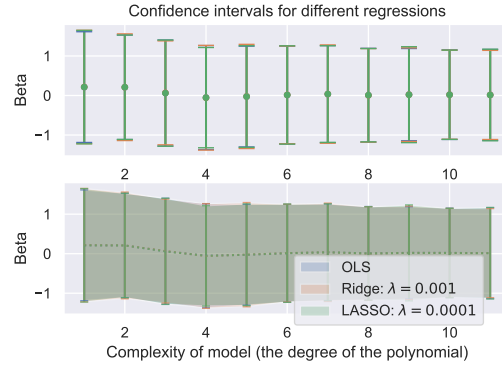 Confidence intervals for different regressions
Beta
1
0
−1
2 4 6 8 10
Beta
1
0
−1
OLS
Ridge: λ = 0.001
LASSO: λ = 0.0001
2 4 6 8 10
Complexity of model (the degree of the polynomial)